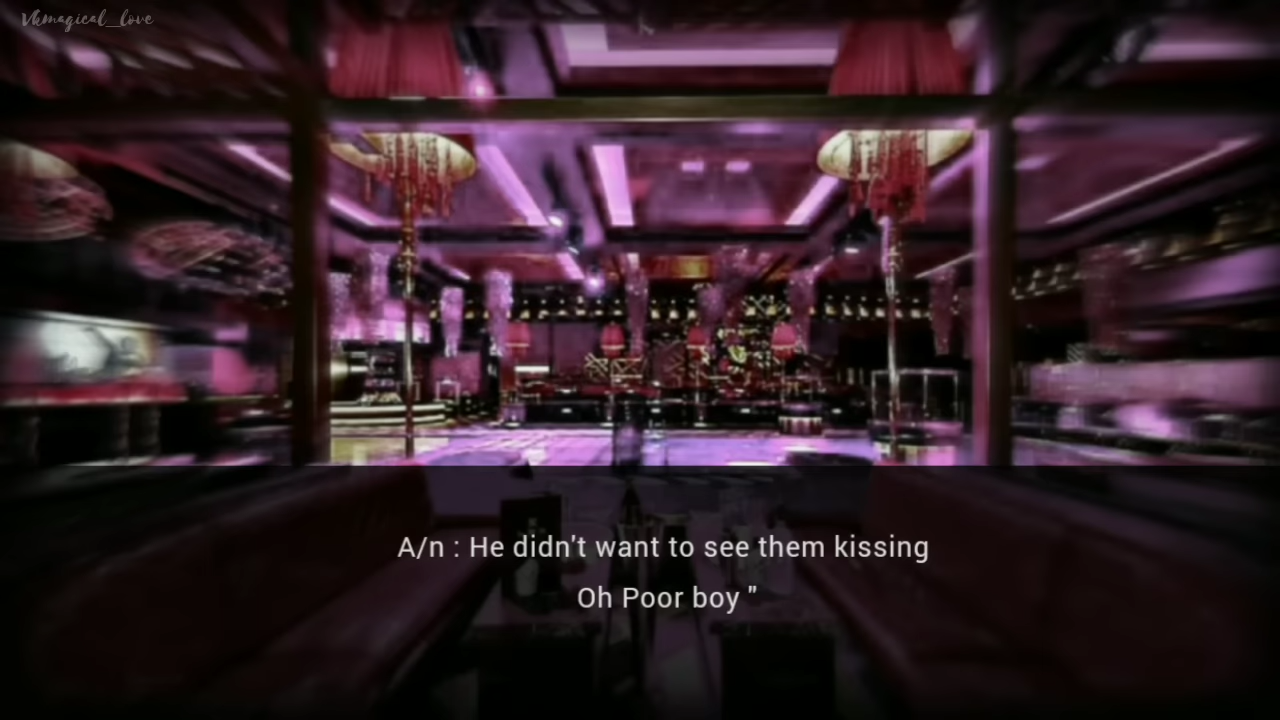 Vkmagical_love
A/n : He didn't want to see them kissing
Oh Poor boy "